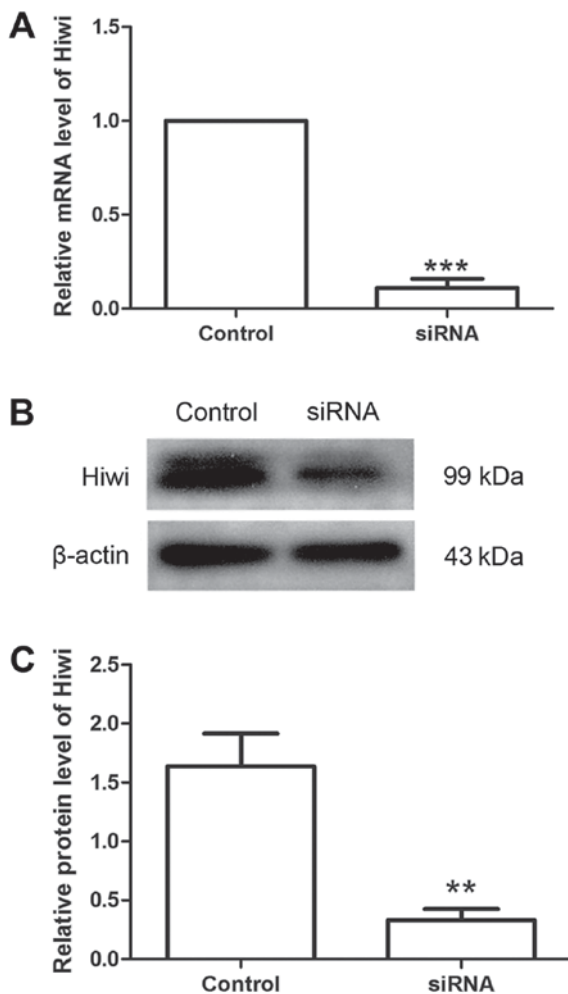 A
Relative mRNA level of Hiwi
1.5
1.0
0.5
0.0
***
Control siRNA
B
Control siRNA
Hiwi 99 kDa
β-actin 43 kDa
C
Relative protein level of Hiwi
2.5
2.0
1.5
1.0
0.5
0.0
**
Control siRNA